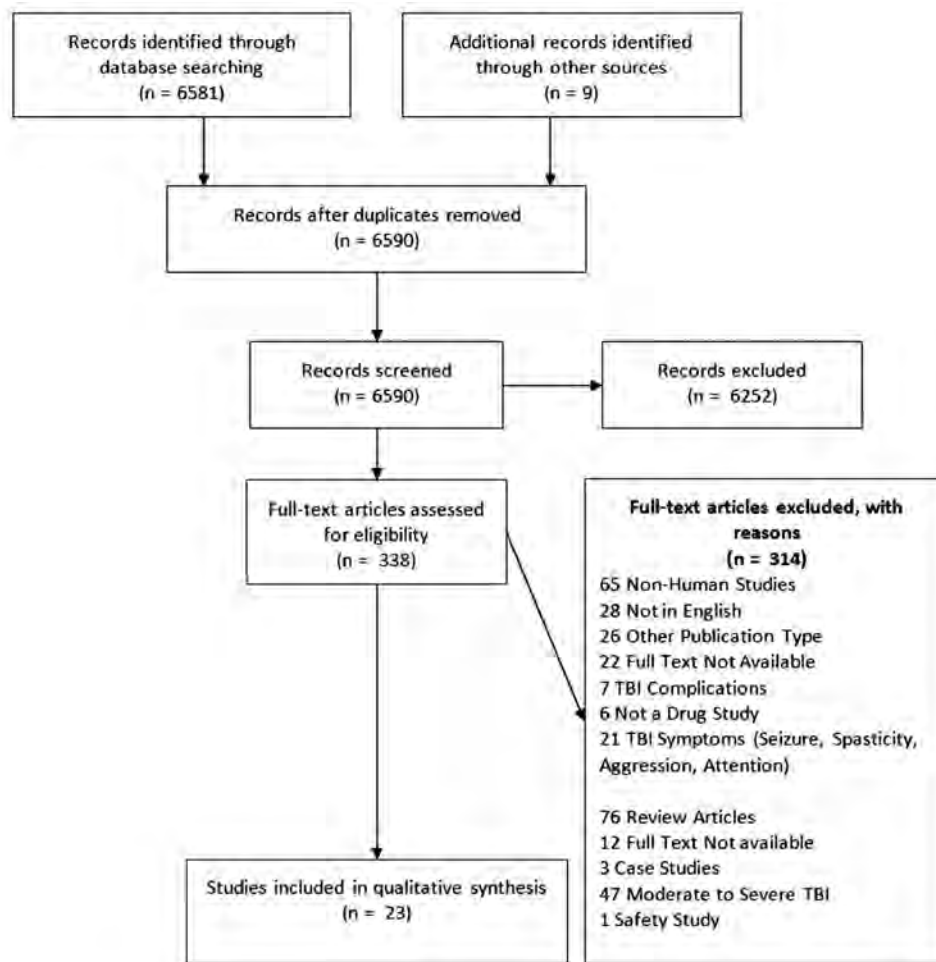 Records identified through
database searching
(n = 6581)
Additional records identified
through other sources
(n = 9)
Records after duplicates removed
(n = 6590)
Records screened
(n = 6590)
Records excluded
(n = 6252)
Full-text articles assessed
for eligibility
(n = 338)
Full-text articles excluded, with
reasons
(n = 314)
65 Non-Human Studies
28 Not in English
26 Other Publication Type
22 Full Text Not Available
7 TBI Complications
6 Not a Drug Study
21 TBI Symptoms (Seizure, Spasticity,
Aggression, Attention)
76 Review Articles
12 Full Text Not available
3 Case Studies
47 Moderate to Severe TBI
1 Safety Study
Studies included in qualitative synthesis
(n = 23)